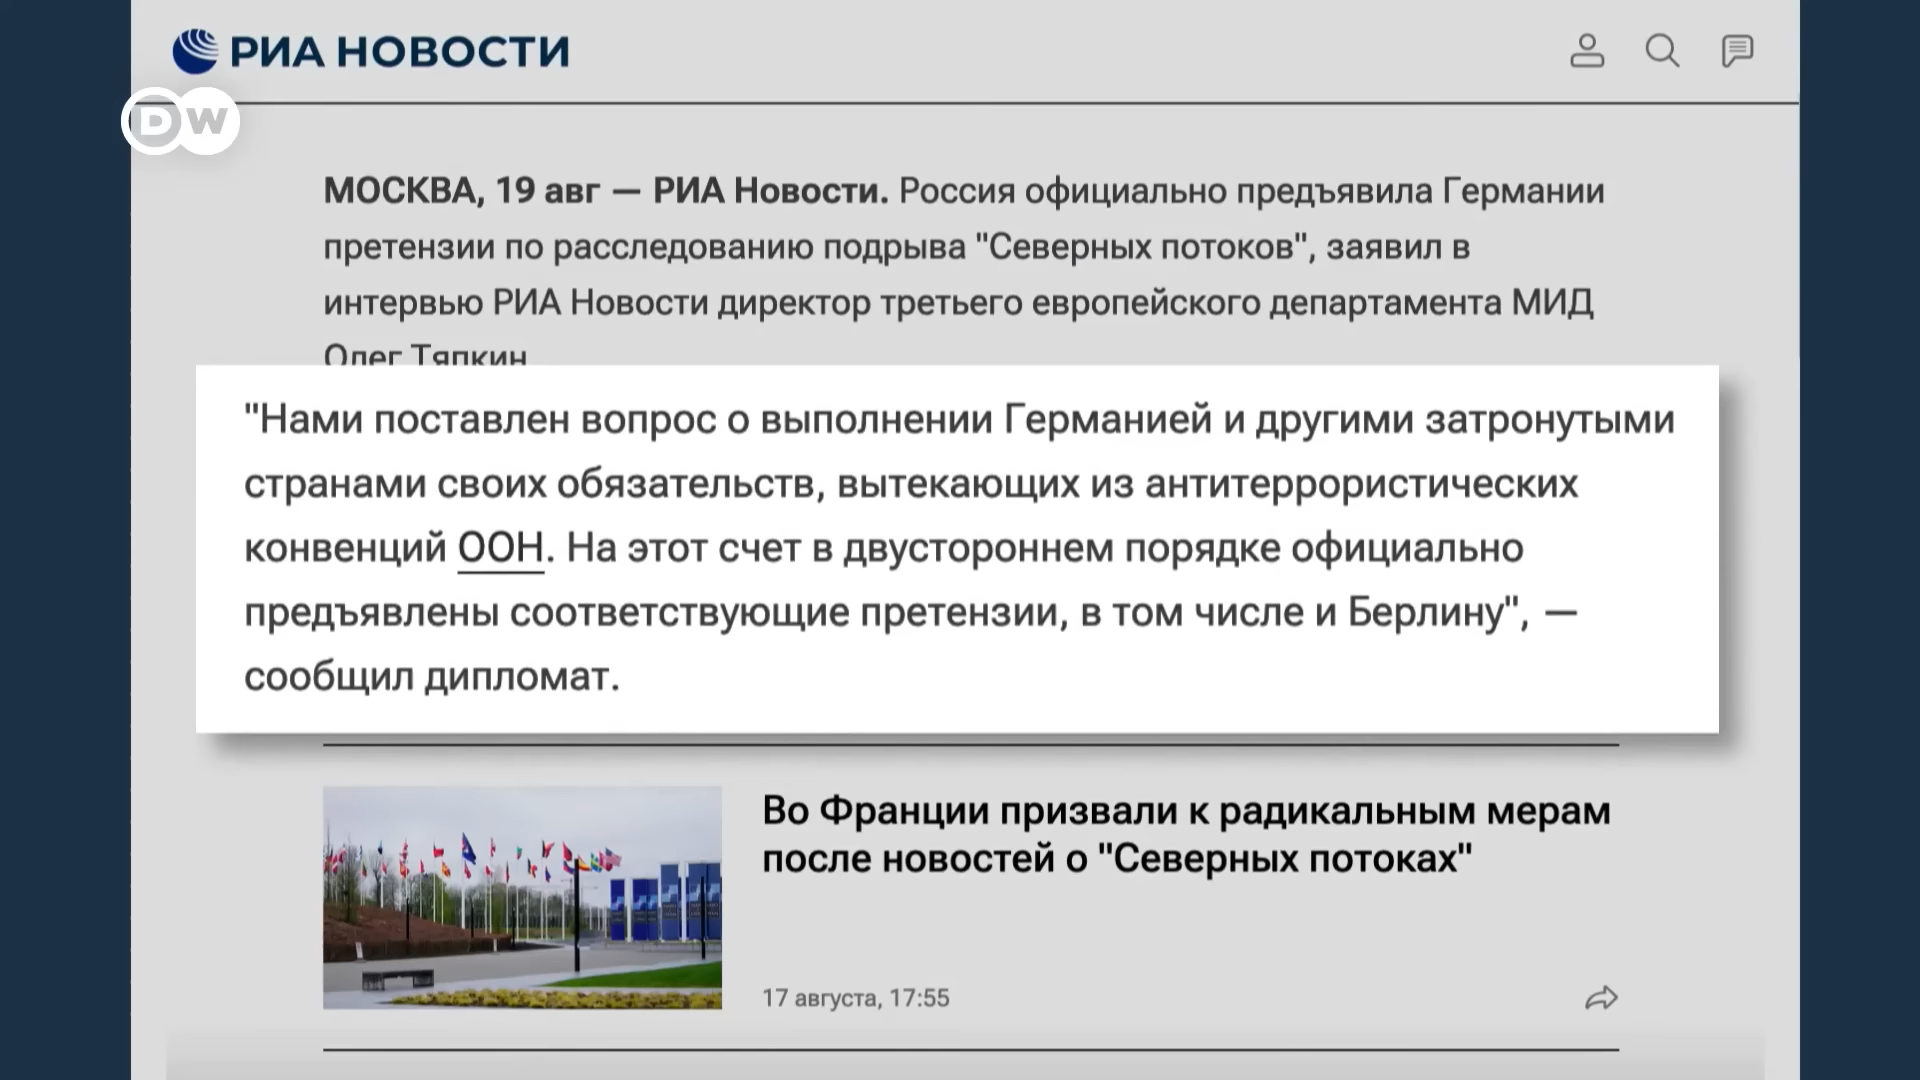 РИА НОВОСТИ
DW
МОСКВА, 19 авг — РИА Новости. Россия официально предъявила Германии
претензии по расследованию подрыва "Северных потоков", заявил в
интервью РИА Новости директор третьего европейского департамента МИД
Олег Тяпкин
"Нами поставлен вопрос о выполнении Германией и другими затронутыми
странами своих обязательств, вытекающих из антитеррористических
конвенций ООН. На этот счет в двустороннем порядке официально
предъявлены соответствующие претензии, в том числе и Берлину", —
сообщил дипломат.
Во Франции призвали к радикальным мерам
после новостей о "Северных потоках"
17 августа, 17:55